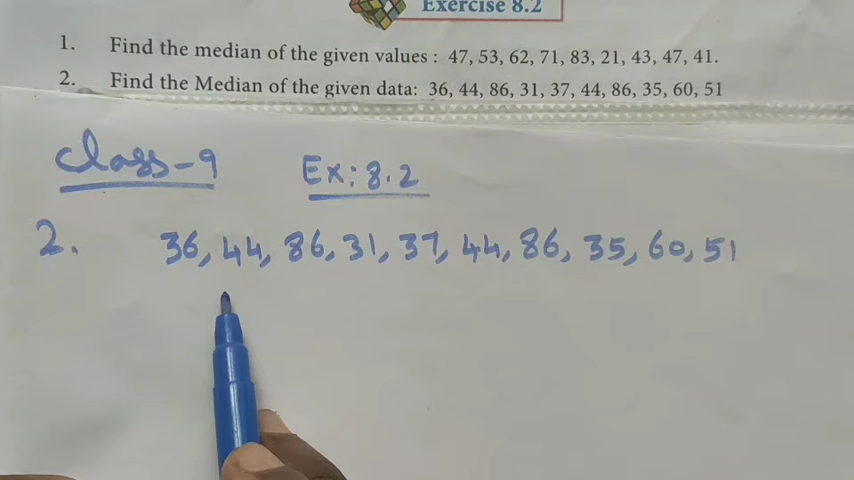 Exercise 8.2
1. Find the median of the given values : 47, 53, 62, 71, 83, 21, 43, 47, 41.
2. Find the Median of the given data: 36, 44, 86, 31, 37, 44, 86, 35, 60, 51
Class-9 Ex: 8.2
2. 36, 44, 86, 31, 37, 44, 86, 35, 60, 51